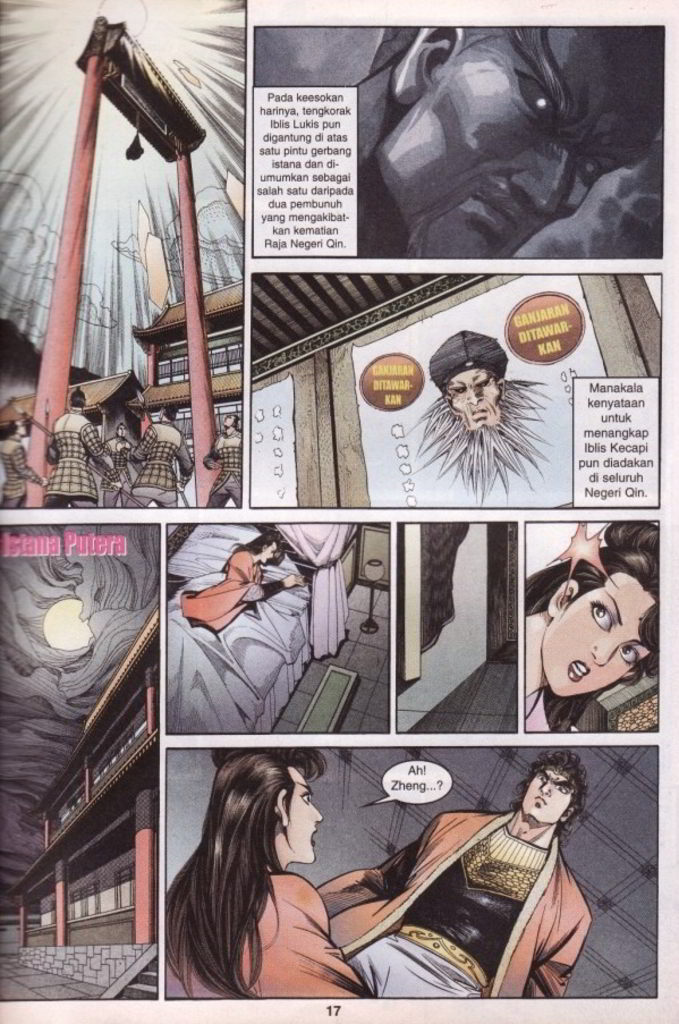 Pada keesokan
harinya, tengkorak
Iblis Lukis pun
digantung di atas
satu pintu gerbang
istana dan di-
umumkan sebagai
salah satu daripada
dua pembunuh
yang mengakibat-
kan kematian
Raja Negeri Qin.
GANJARAN
DITAWAR-
KAN
GANJARAN
DITAWAR-
KAN
Manakala
kenyataan
untuk
menangkap
Iblis Kecapi
pun diadakan
di seluruh
Negeri Qin.
Istana Putera
Ah!
Zheng...?
17